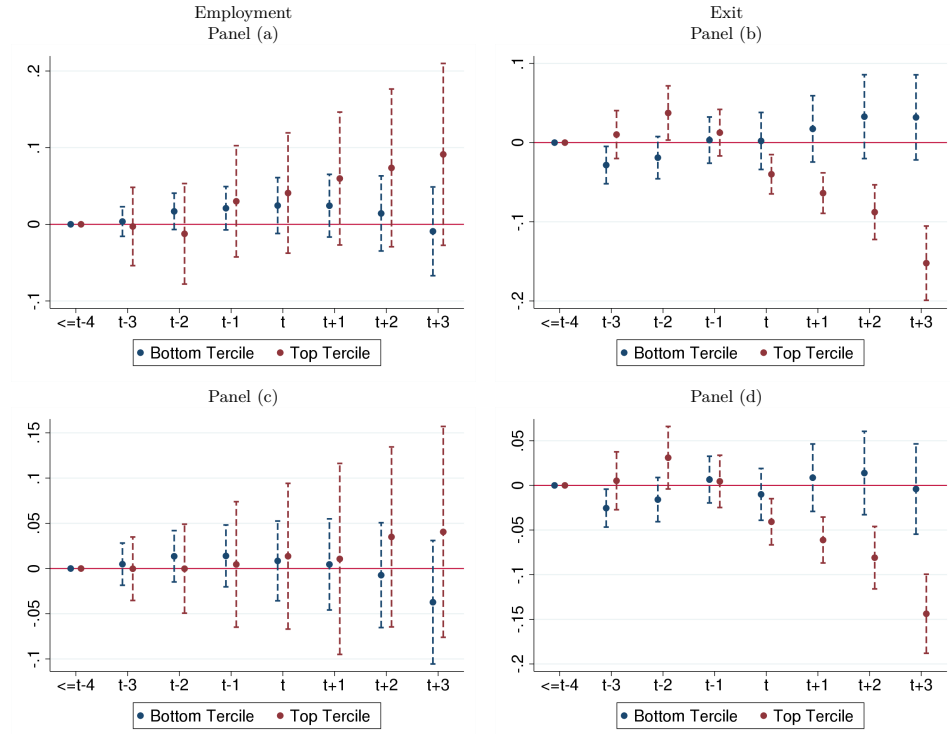 Employment
Panel (a)
.2
.1
0
-.1
<=t-4 t-3 t-2 t-1 t t+1 t+2 t+3
Bottom Tercile Top Tercile
Exit
Panel (b)
.1
0
-.1
-.2
<=t-4 t-3 t-2 t-1 t t+1 t+2 t+3
Bottom Tercile Top Tercile
Panel (c)
.15
.1
.05
0
-.05
-.1
<=t-4 t-3 t-2 t-1 t t+1 t+2 t+3
Bottom Tercile Top Tercile
Panel (d)
.05
0
-.05
-.1
-.15
-.2
<=t-4 t-3 t-2 t-1 t t+1 t+2 t+3
Bottom Tercile Top Tercile